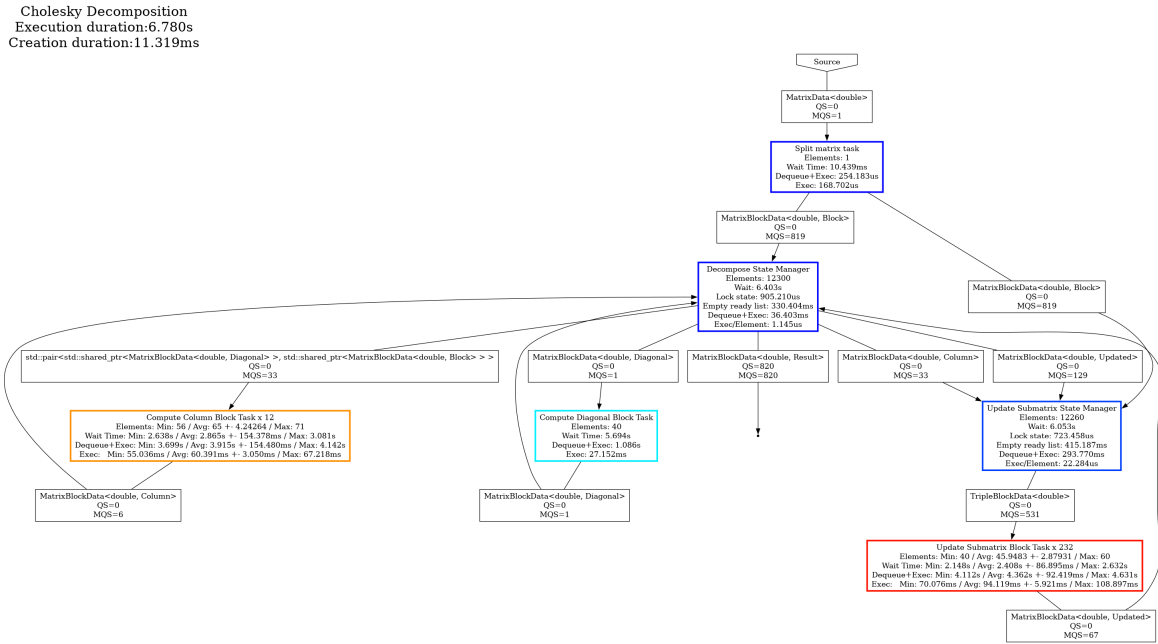 Cholesky Decomposition
Execution duration:6.780s
Creation duration:11.319ms
Source
MatrixData<double>
QS=0
MQS=1
Split matrix task
Elements: 1
Wait Time: 10.439ms
Dequeue+Exec: 254.183us
Exec: 168.702us
MatrixBlockData<double, Block>
QS=0
MQS=819
Decompose State Manager
Elements: 12300
Wait: 6.403s
Lock state: 905.210us
Empty ready list: 330.404ms
Dequeue+Exec: 36.403ms
Exec/Element: 1.145us
MatrixBlockData<double, Block>
QS=0
MQS=819
std::pair<std::shared_ptr<MatrixBlockData<double, Diagonal> >, std::shared_ptr<MatrixBlockData<double, Block> > >
QS=0
MQS=33
MatrixBlockData<double, Diagonal>
QS=0
MQS=1
MatrixBlockData<double, Result>
QS=820
MQS=820
MatrixBlockData<double, Column>
QS=0
MQS=33
MatrixBlockData<double, Updated>
QS=0
MQS=129
Compute Column Block Task x 12
Elements: Min: 56 / Avg: 65 +- 4.24264 / Max: 71
Wait Time: Min: 2.638s / Avg: 2.865s +- 154.378ms / Max: 3.081s
Dequeue+Exec: Min: 3.699s / Avg: 3.915s +- 154.480ms / Max: 4.142s
Exec: Min: 55.036ms / Avg: 60.391ms +- 3.050ms / Max: 67.218ms
Compute Diagonal Block Task
Elements: 40
Wait Time: 5.694s
Dequeue+Exec: 1.086s
Exec: 27.152ms
Update Submatrix State Manager
Elements: 12260
Wait: 6.053s
Lock state: 723.458us
Empty ready list: 415.187ms
Dequeue+Exec: 293.770ms
Exec/Element: 22.284us
MatrixBlockData<double, Column>
QS=0
MQS=6
MatrixBlockData<double, Diagonal>
QS=0
MQS=1
TripleBlockData<double>
QS=0
MQS=531
Update Submatrix Block Task x 232
Elements: Min: 40 / Avg: 45.9483 +- 2.87931 / Max: 60
Wait Time: Min: 2.148s / Avg: 2.408s +- 86.895ms / Max: 2.632s
Dequeue+Exec: Min: 4.112s / Avg: 4.362s +- 92.419ms / Max: 4.631s
Exec: Min: 70.076ms / Avg: 94.119ms +- 5.921ms / Max: 108.897ms
MatrixBlockData<double, Updated>
QS=0
MQS=67